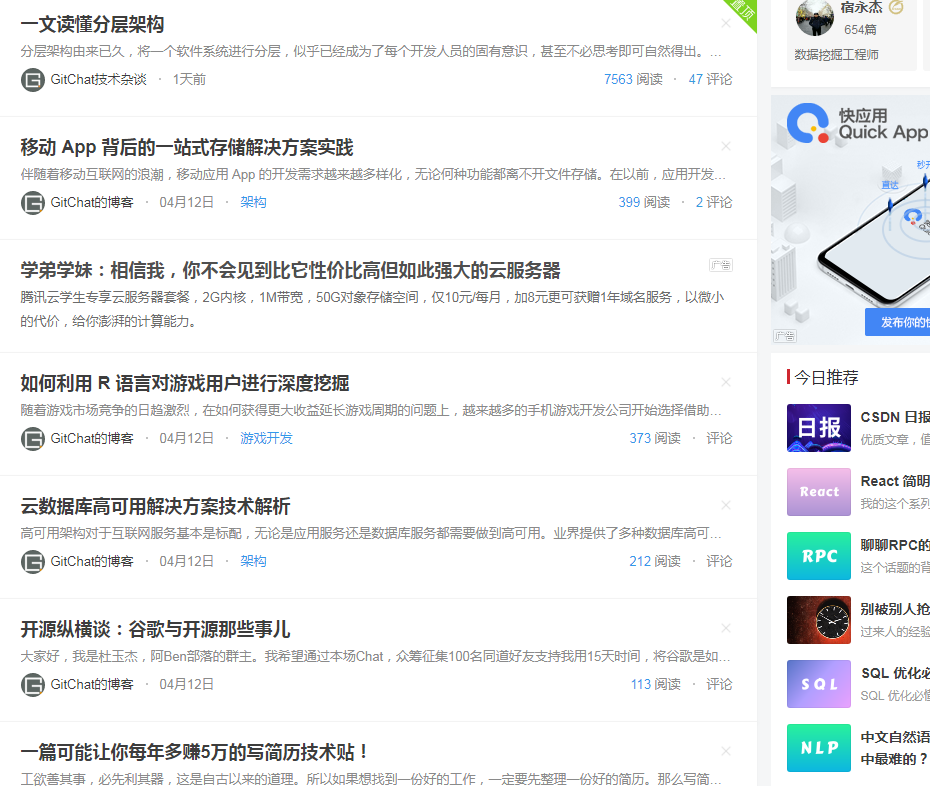 置顶
一文读懂分层架构
分层架构由来已久，将一个软件系统进行分层，似乎已经成为了每个开发人员的固有意识，甚至不必思考即可自然得出。...
GitChat技术杂谈 · 1天前
7563 阅读 · 47 评论
移动 App 背后的一站式存储解决方案实践
伴随着移动互联网的浪潮，移动应用 App 的开发需求越来越多样化，无论何种功能都离不开文件存储。在以前，应用开发...
GitChat的博客 · 04月12日 · 架构
399 阅读 · 2 评论
学弟学妹：相信我，你不会见到比它性价比高但如此强大的云服务器
广告
腾讯云学生专享云服务器套餐，2G内核，1M带宽，50G对象存储空间，仅10元/每月，加8元更可获赠1年域名服务，以微小
的代价，给你澎湃的计算能力。
如何利用 R 语言对游戏用户进行深度挖掘
随着游戏市场竞争的日趋激烈，在如何获得更大收益延长游戏周期的问题上，越来越多的手机游戏开发公司开始选择借助...
GitChat的博客 · 04月12日 · 游戏开发
373 阅读 · 评论
云数据库高可用解决方案技术解析
高可用架构对于互联网服务基本是标配，无论是应用服务还是数据库服务都需要做到高可用。业界提供了多种数据库高可...
GitChat的博客 · 04月12日 · 架构
212 阅读 · 评论
开源纵横谈：谷歌与开源那些事儿
大家好，我是杜玉杰，阿Ben部落的群主。我希望通过本场Chat，众筹征集100名同道好友支持我用15天时间，将谷歌是如...
GitChat的博客 · 04月12日
113 阅读 · 评论
一篇可能让你每年多赚5万的写简历技术贴！
工欲善其事，必先利其器，这是自古以来的道理。所以如果想找到一份好的工作，一定要先整理一份好的简历。那么写简...
宿永杰
654篇
数据挖掘工程师
快应用
Quick App
秒开
直达
发布你的快
广告
今日推荐
日报
CSDN 日报
优质文章，值
React
React 简明
我的这个系列
RPC
聊聊RPC的
这个话题的背
别被别人抢
过来人的经验
SQL
SQL 优化必
SQL 优化必懂
NLP
中文自然语
中最难的？